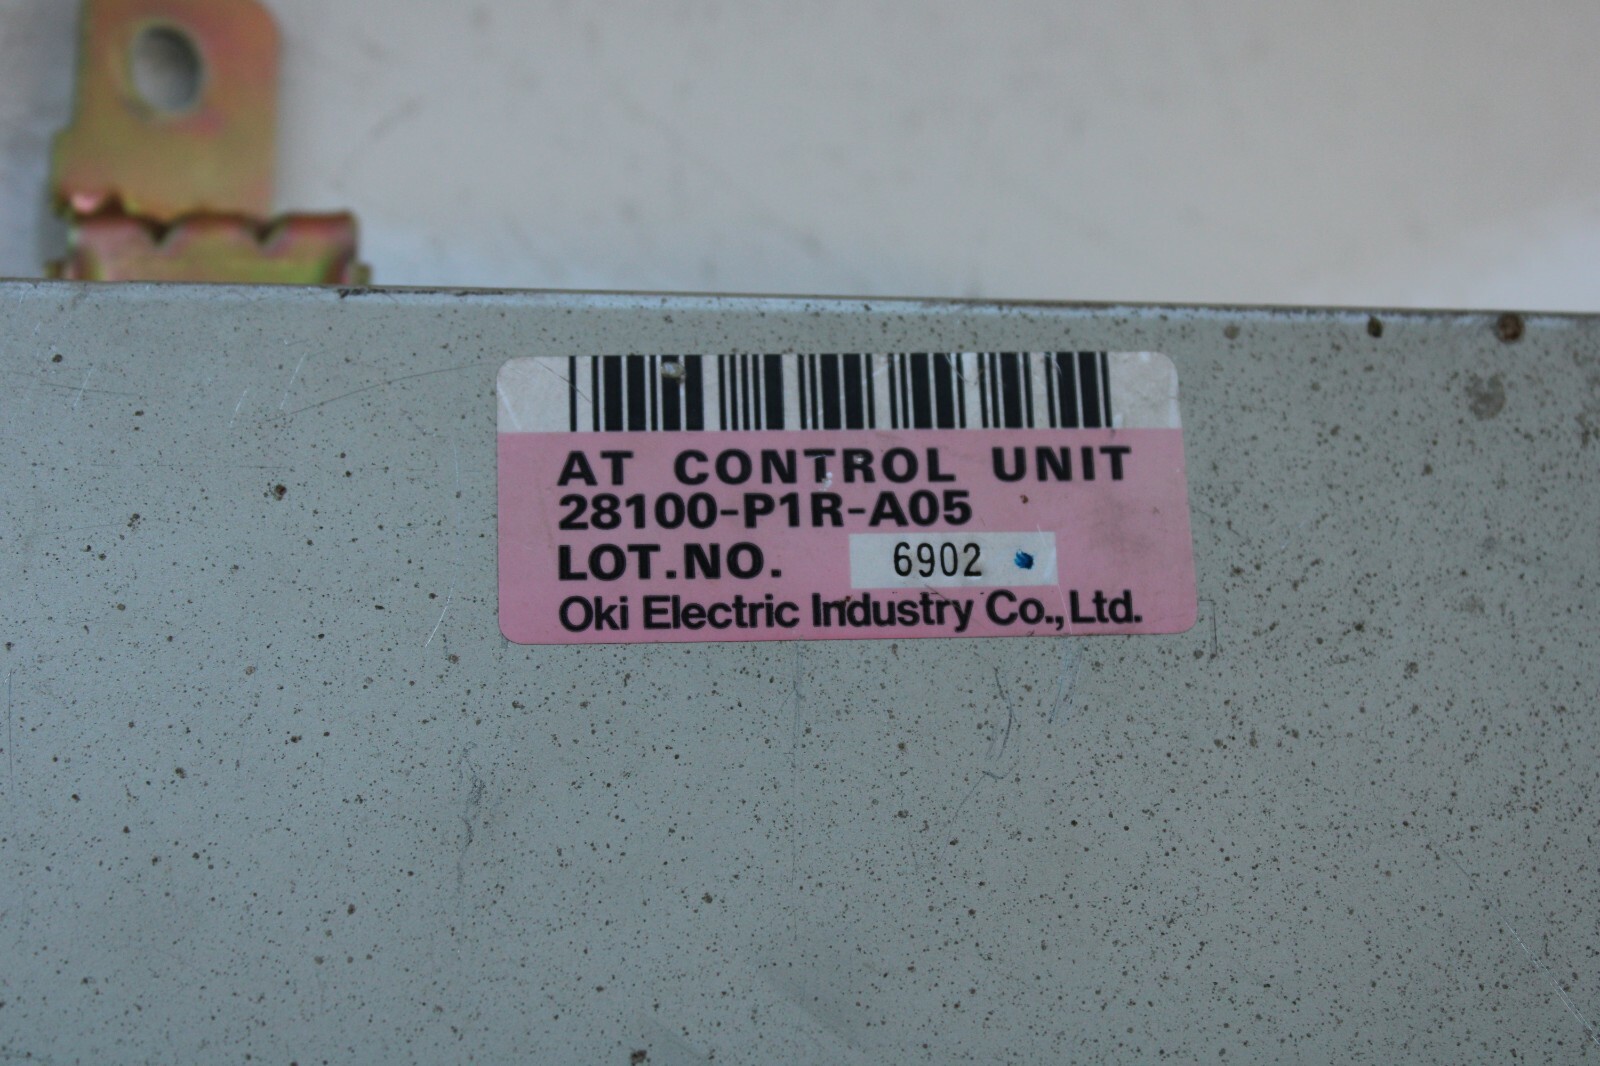 AT CONTROL UNIT
28100-P1R-A05
LOT.NO. 6902
Oki Electric Industry Co., Ltd.